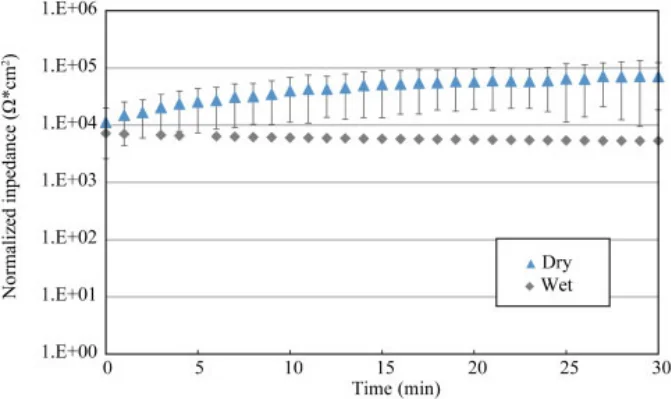 1.E+06
1.E+05
1.E+04
1.E+03
1.E+02
1.E+01
1.E+00
Normalized inpedance (Ω*cm²)
Dry
Wet
0 5 10 15 20 25 30
Time (min)